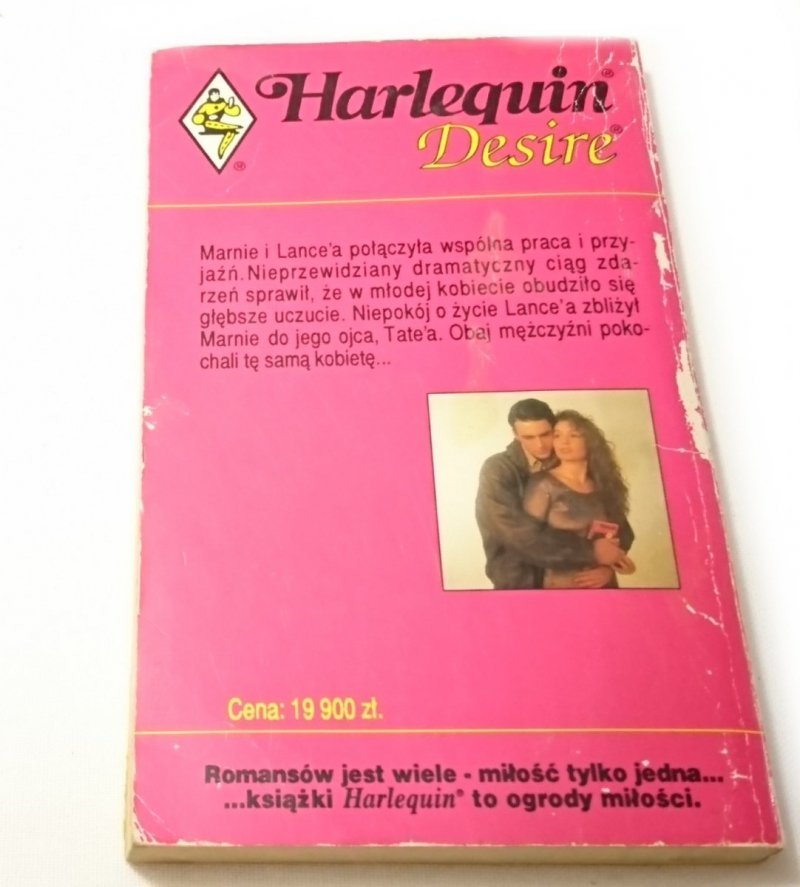 Harlequin®
Desire®
Marnie i Lance'a połączyła wspólna praca i przy-
jaźń. Nieprzewidziany dramatyczny ciąg zda-
rzeń sprawił, że w młodej kobiecie obudziło się
głębsze uczucie. Niepokój o życie Lance'a zbliżył
Marnie do jego ojca, Tate'a. Obaj mężczyźni poko-
chali tę samą kobietę...
Cena: 19 900 zł.
Romansów jest wiele - miłość tylko jedna...
...książki Harlequin® to ogrody miłości.